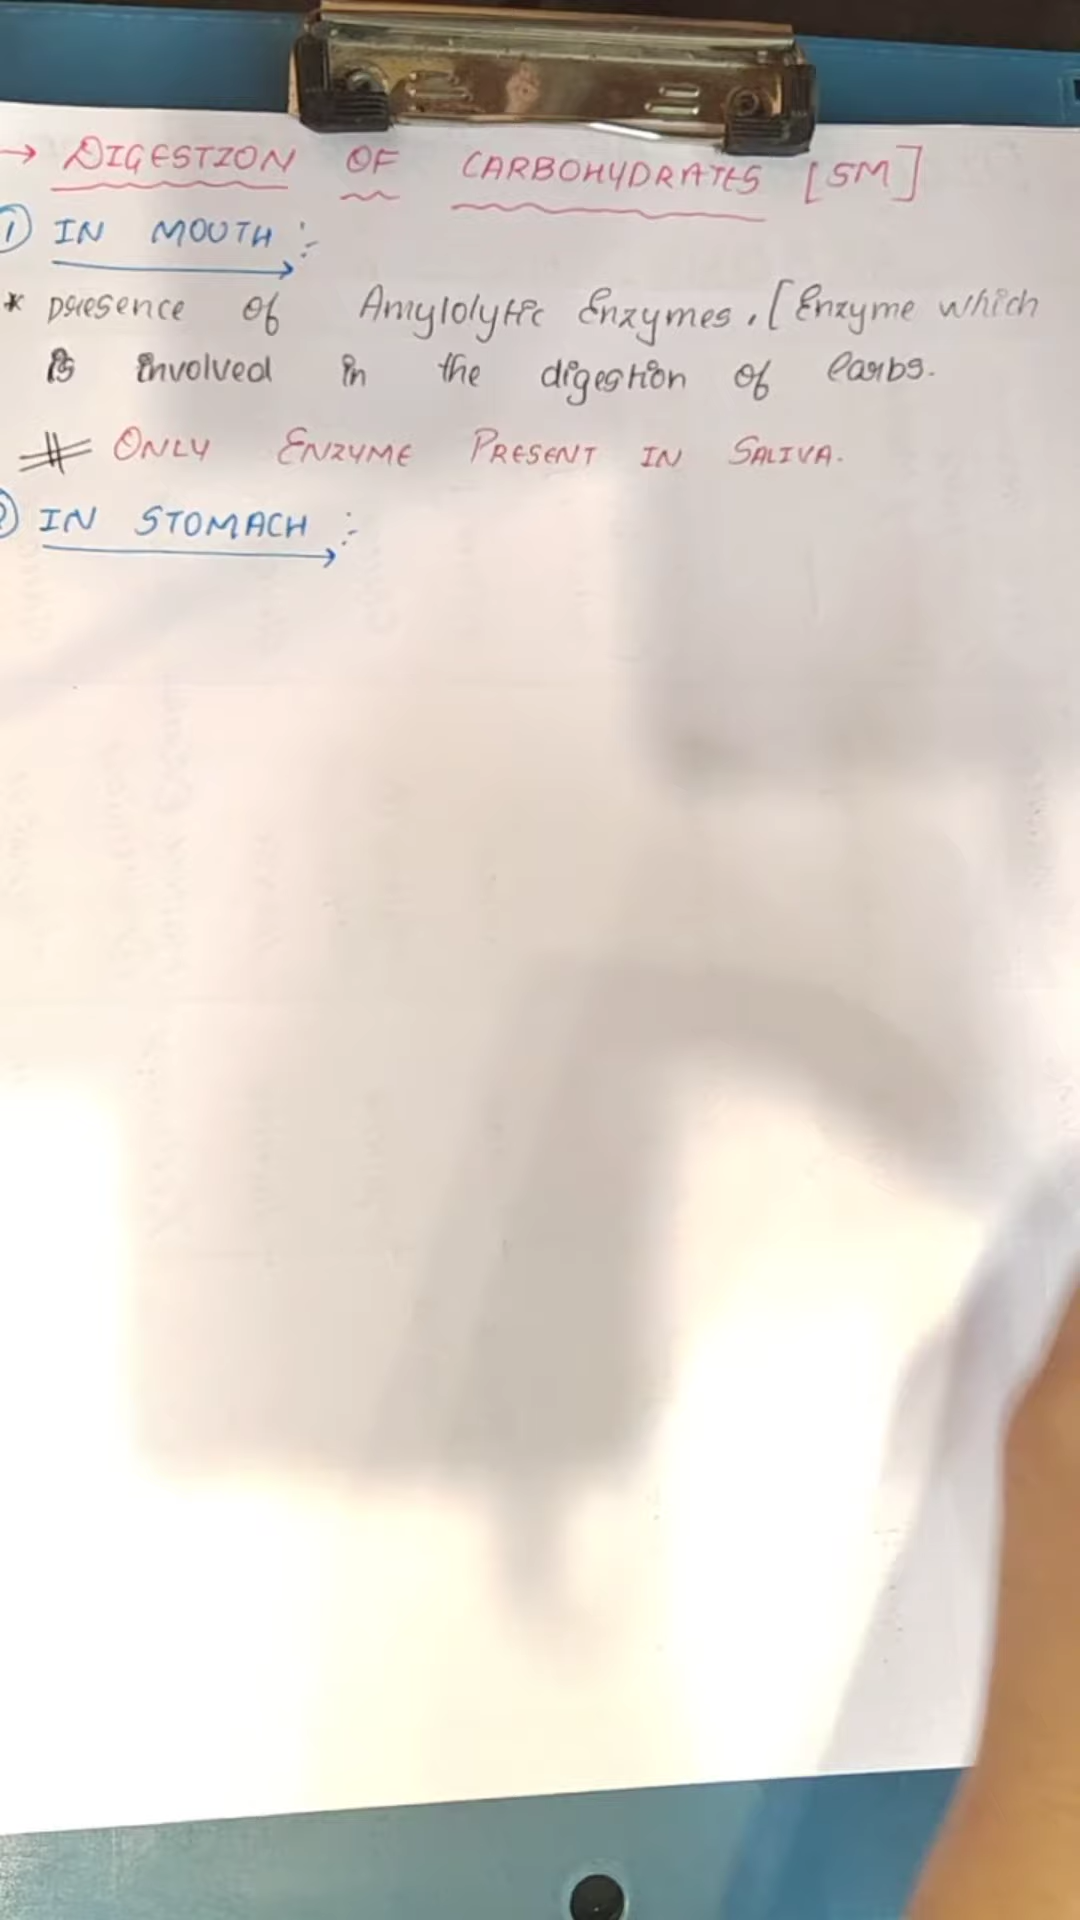 → DIGESTION OF CARBOHYDRATES [5M]
① IN MOUTH :-
* presence of Amylolytic Enzymes. [Enzyme which
is involved in the digestion of Carbs.
# ONLY ENZYME PRESENT IN SALIVA.
② IN STOMACH :-